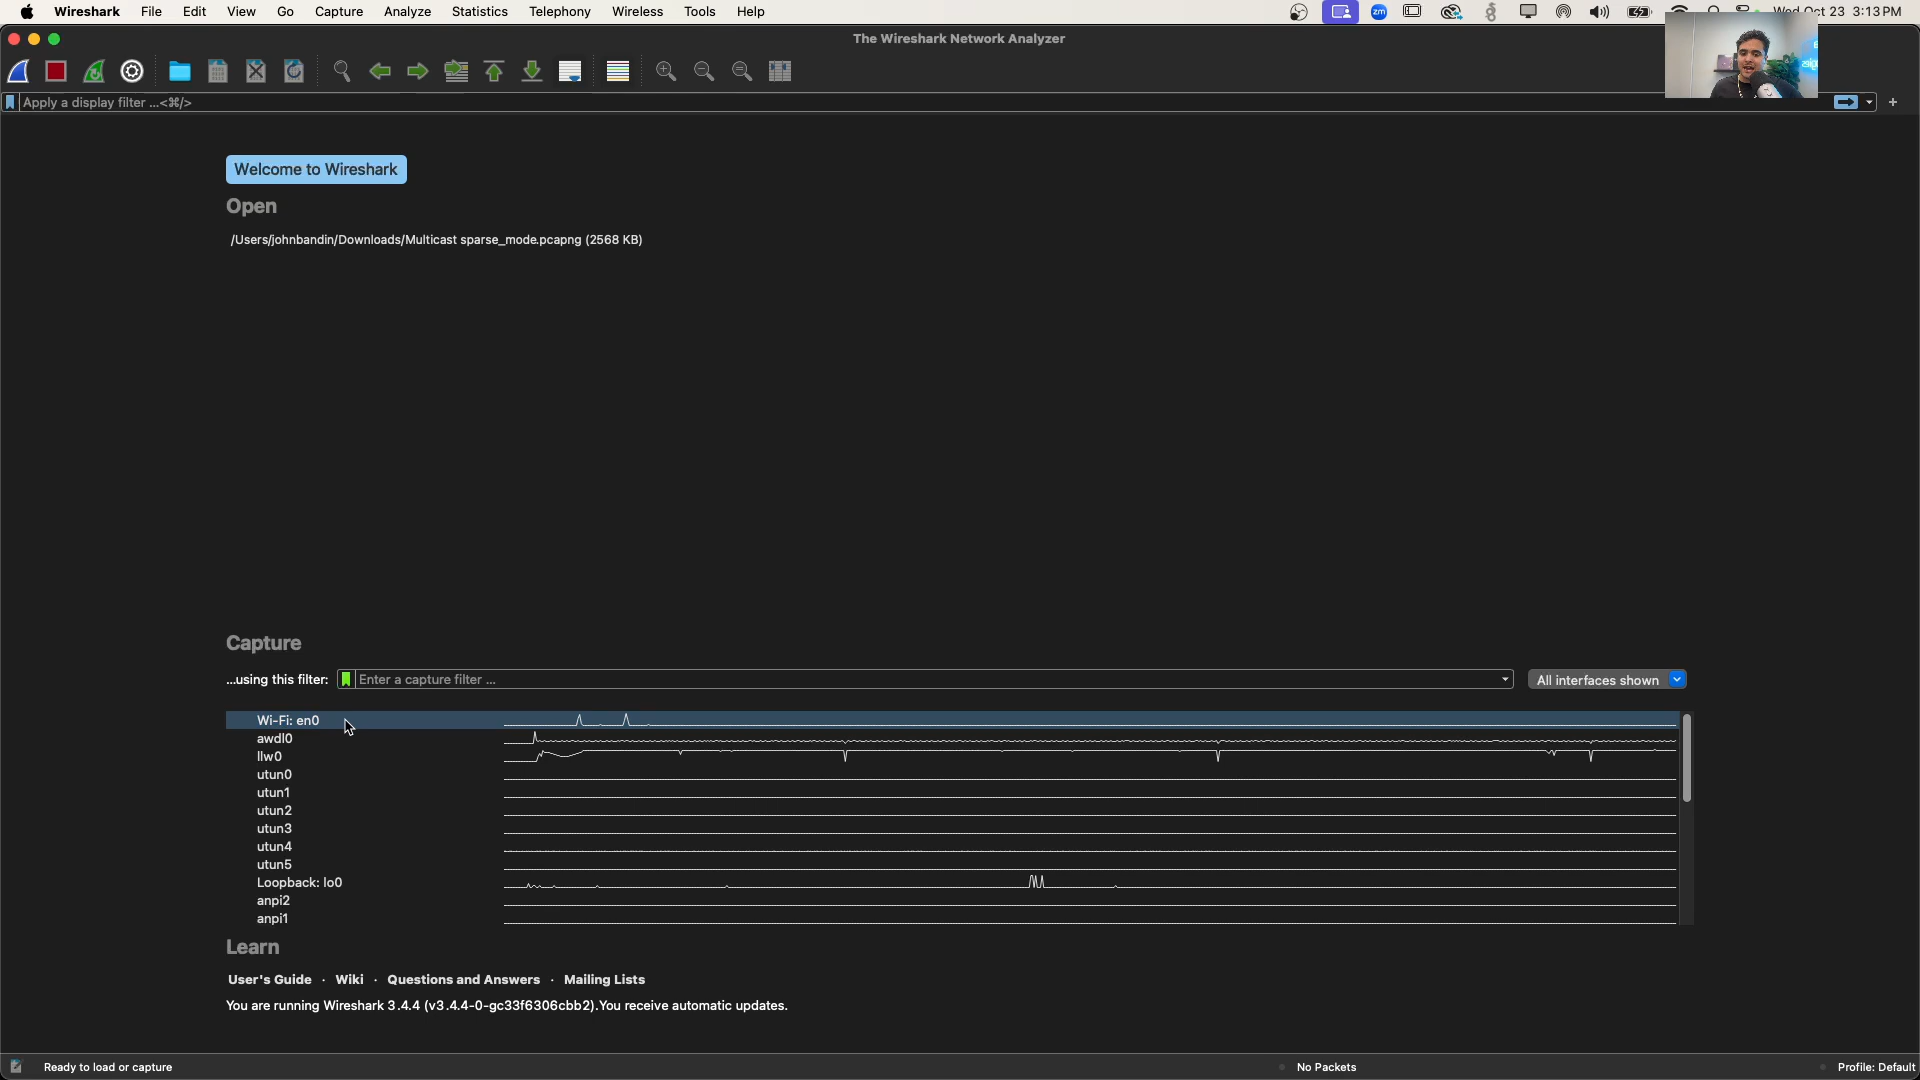 Wireshark File Edit View Go Capture Analyze Statistics Telephony Wireless Tools Help zm Wed Oct 23 3:13 PM
The Wireshark Network Analyzer
Apply a display filter ... <⌘/>
Welcome to Wireshark
Open
/Users/johnbandin/Downloads/Multicast sparse_mode.pcapng (2568 KB)
Capture
...using this filter: Enter a capture filter ... All interfaces shown
Wi-Fi: en0
awdl0
llw0
utun0
utun1
utun2
utun3
utun4
utun5
Loopback: lo0
anpi2
anpi1
Learn
User's Guide · Wiki · Questions and Answers · Mailing Lists
You are running Wireshark 3.4.4 (v3.4.4-0-gc33f6306cbb2).You receive automatic updates.
Ready to load or capture No Packets Profile: Default